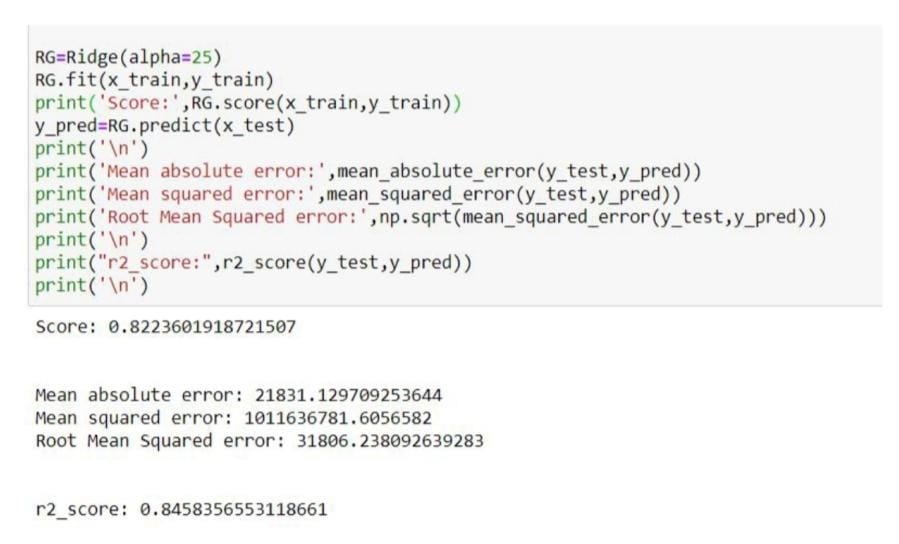 RG=Ridge(alpha=25)
RG.fit(x_train,y_train)
print('Score:',RG.score(x_train,y_train))
y_pred=RG.predict(x_test)
print('\n')
print('Mean absolute error:',mean_absolute_error(y_test,y_pred))
print('Mean squared error:',mean_squared_error(y_test,y_pred))
print('Root Mean Squared error:',np.sqrt(mean_squared_error(y_test,y_pred)))
print('\n')
print("r2_score:",r2_score(y_test,y_pred))
print('\n')
Score: 0.8223601918721507
Mean absolute error: 21831.129709253644
Mean squared error: 1011636781.6056582
Root Mean Squared error: 31806.238092639283
r2_score: 0.8458356553118661